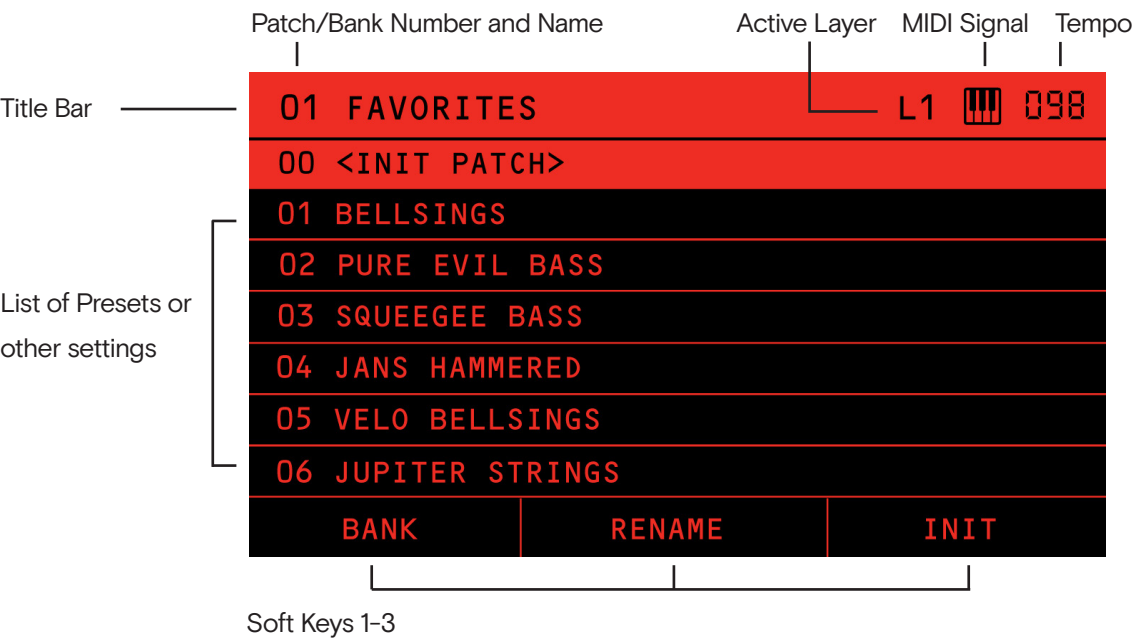 Patch/Bank Number and Name
Active Layer
MIDI Signal
Tempo
Title Bar
01 FAVORITES
L1
098
00 <INIT PATCH>
01 BELLSINGS
02 PURE EVIL BASS
03 SQUEEGEE BASS
04 JANS HAMMERED
05 VELO BELLSINGS
06 JUPITER STRINGS
List of Presets or
other settings
BANK
RENAME
INIT
Soft Keys 1-3